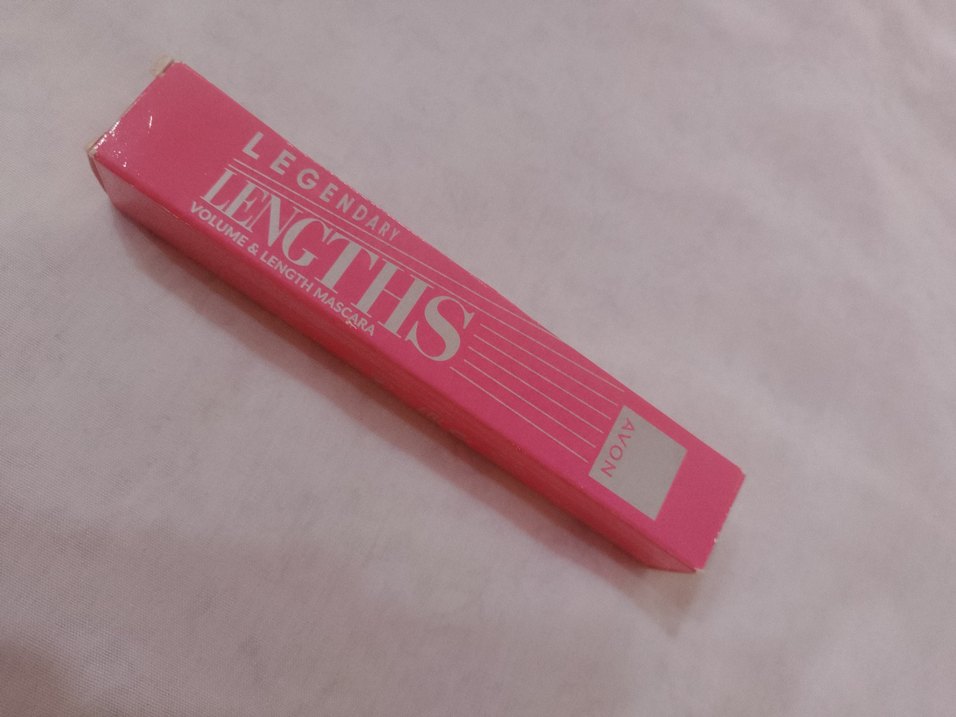 LEGENDARY
LENGTHS
VOLUME & LENGTH MASCARA
AVON